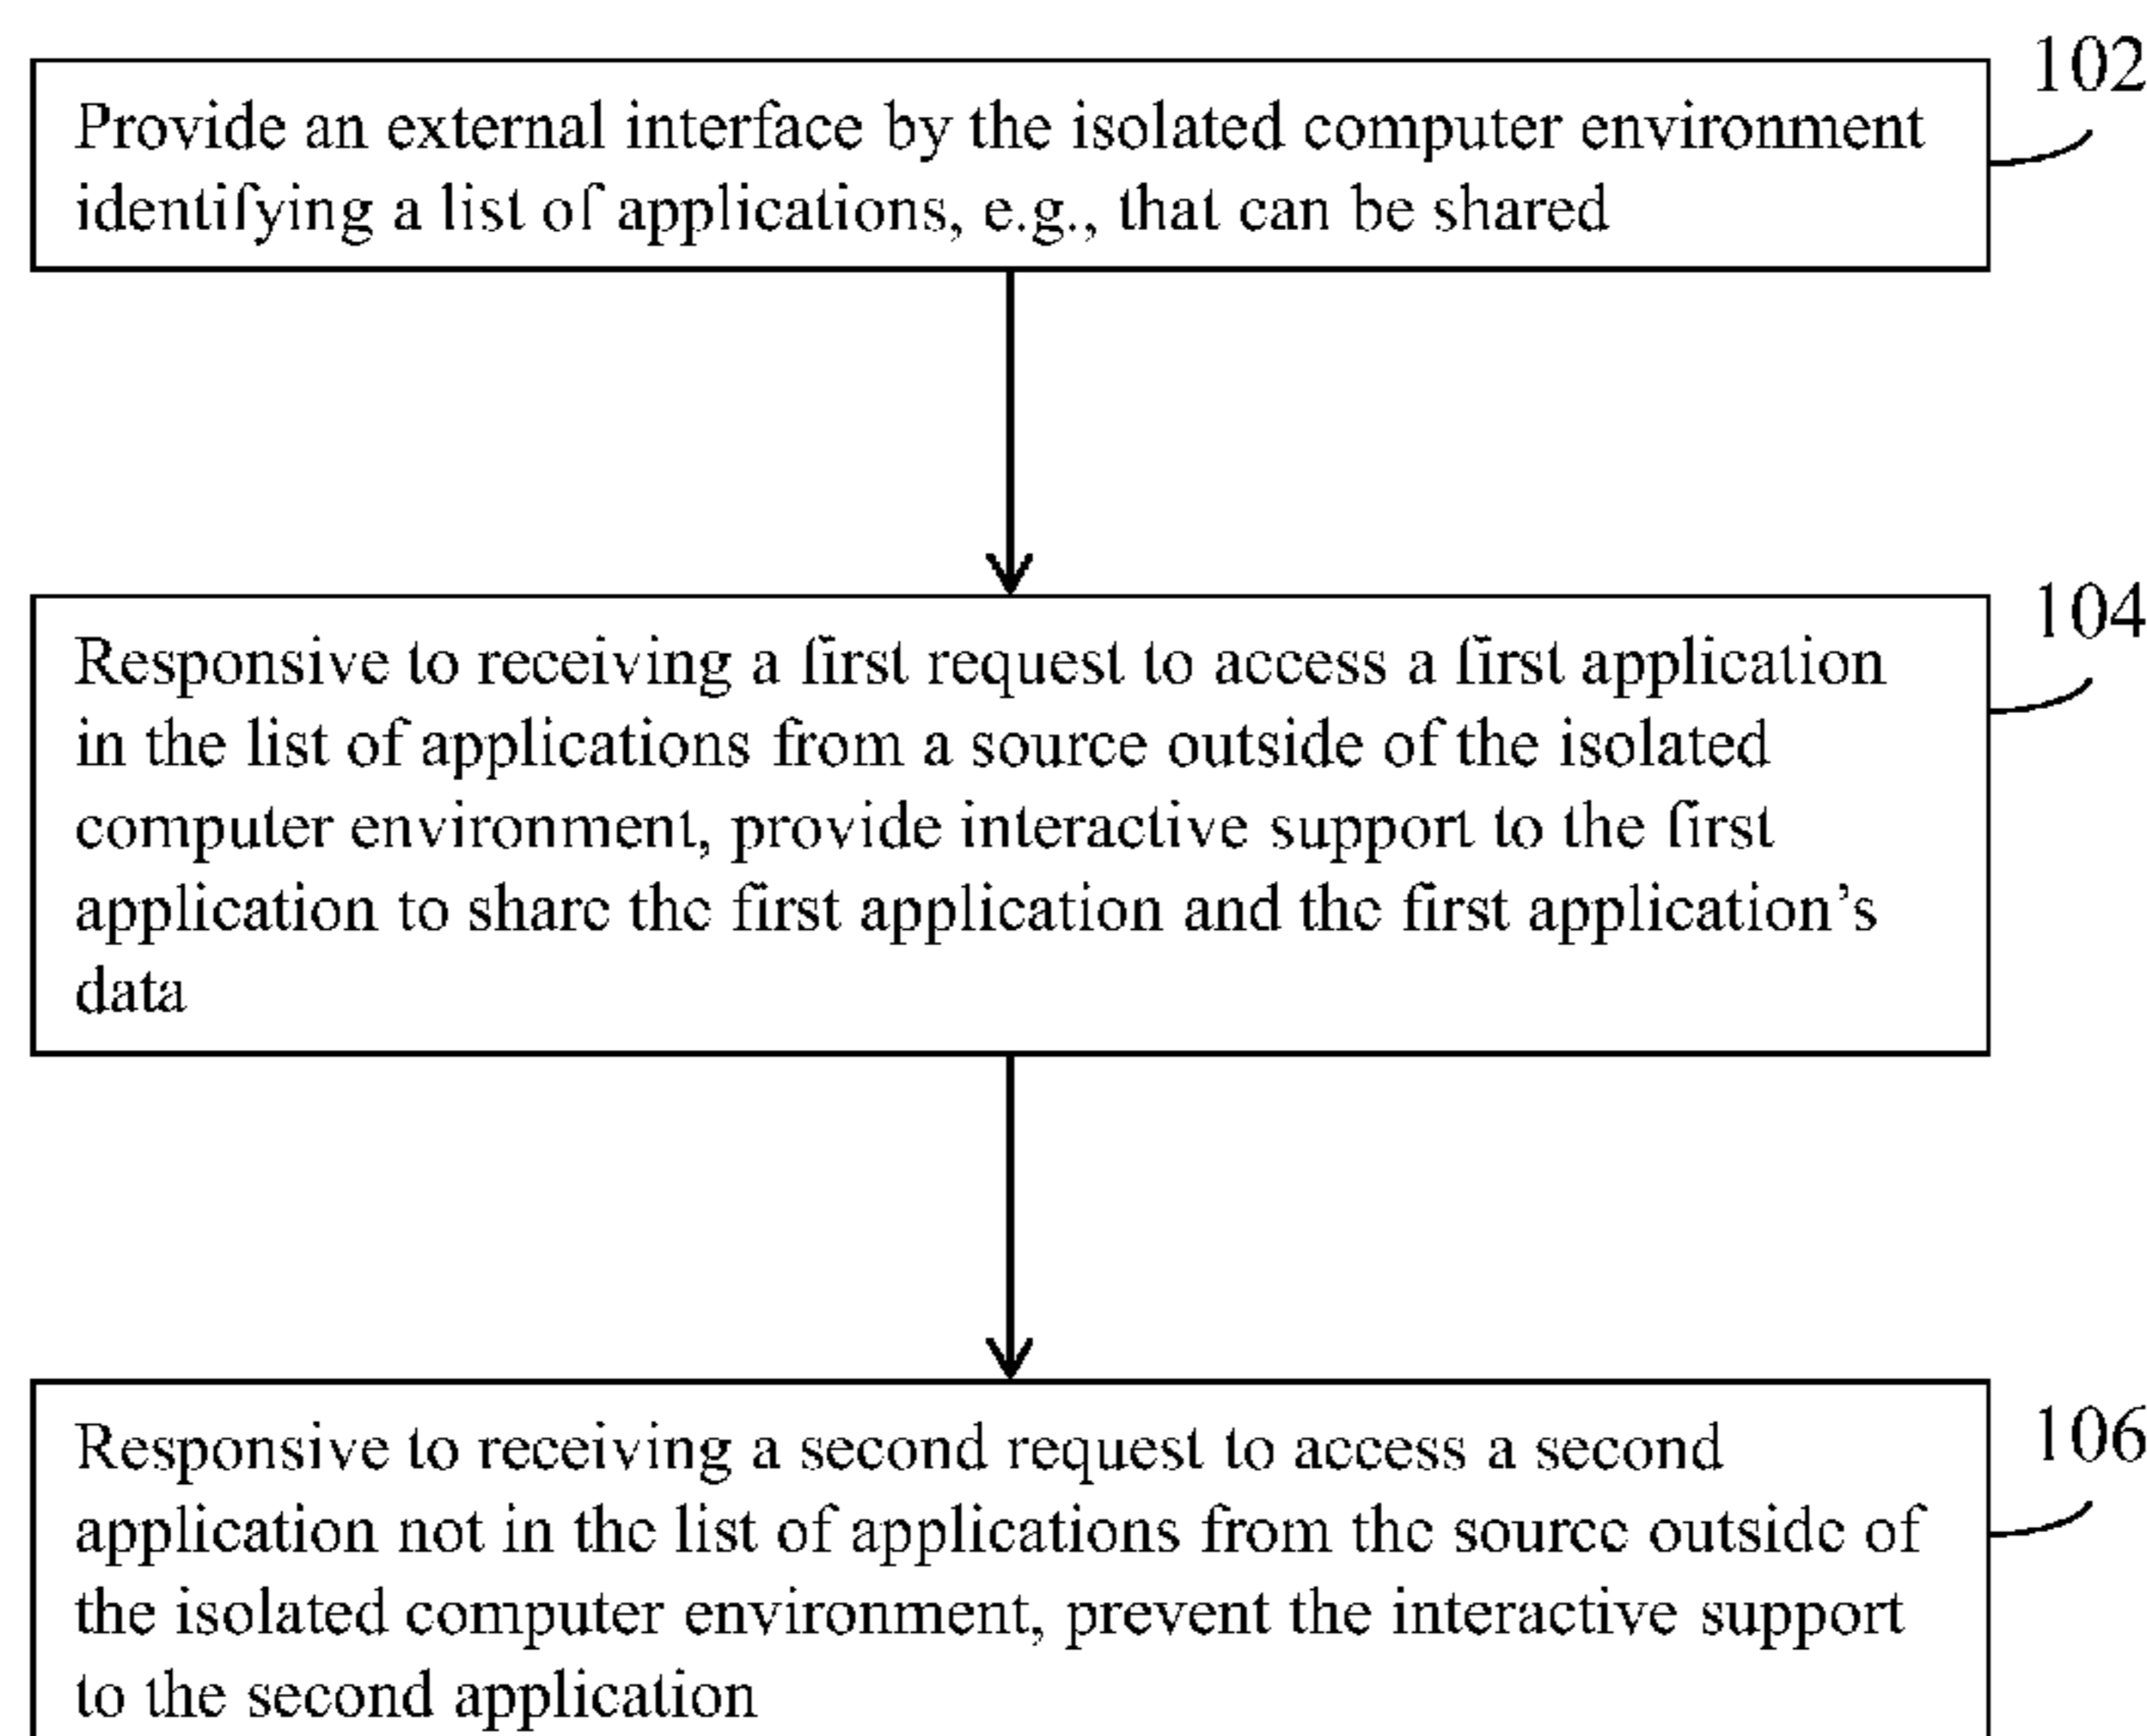 102
Provide an external interface by the isolated computer environment
identifying a list of applications, e.g., that can be shared
104
Responsive to receiving a first request to access a first application
in the list of applications from a source outside of the isolated
computer environment, provide interactive support to the first
application to share the first application and the first application’s
data
106
Responsive to receiving a second request to access a second
application not in the list of applications from the source outside of
the isolated computer environment, prevent the interactive support
to the second application